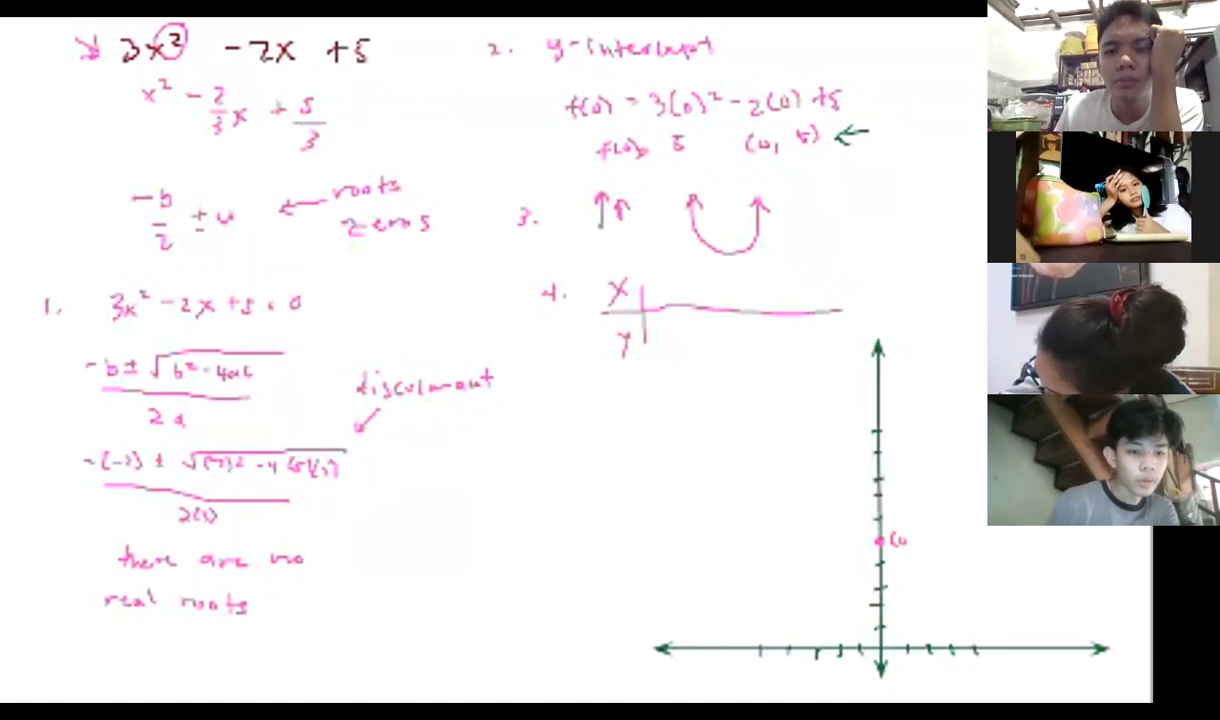 3x² - 2x + 5
x² - 2/3 x + 5/3
-b/2 ± u ← roots
zeros
1. 3x² - 2x + 5 = 0
-b ± √b² - 4ac
2a
-(-2) ± √(-2)² - 4(5)(3)
2(3)
there are no
real roots
2. y-intercept
f(0) = 3(0)² - 2(0) + 5
f(0) = 5 (0, 5) ←
3. ↑↑
4. X
Y
(0